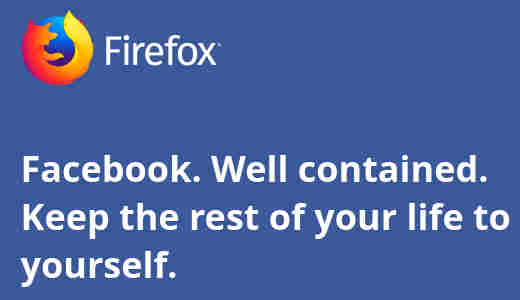 Firefox
Facebook. Well contained.
Keep the rest of your life to
yourself.